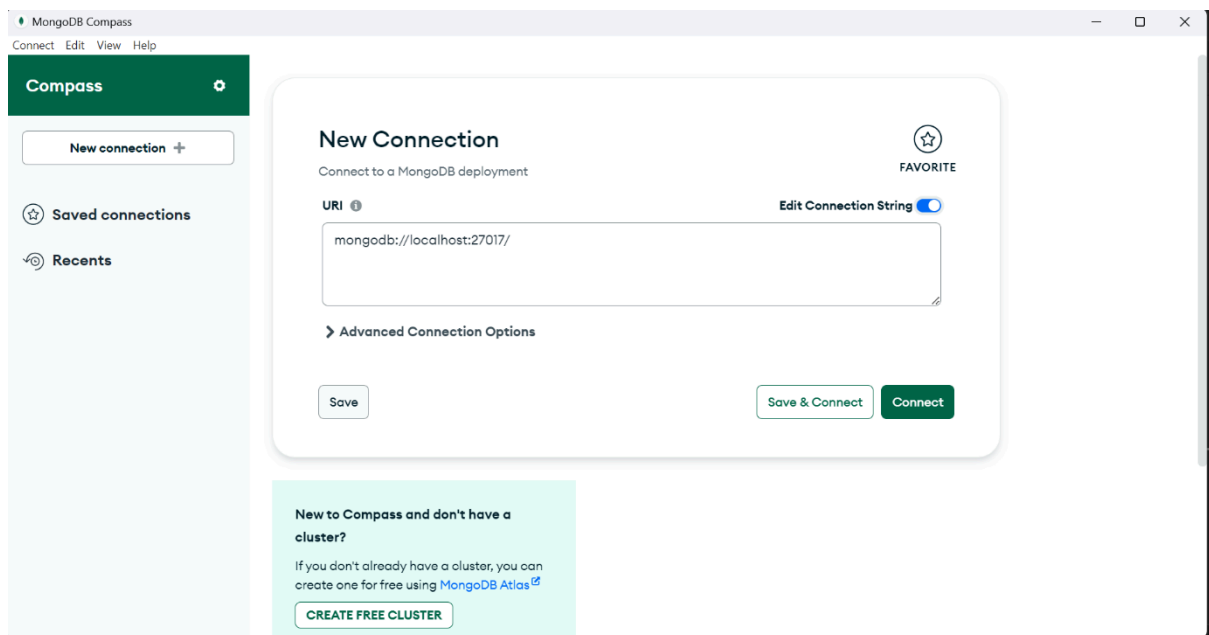 MongoDB Compass
Connect Edit View Help
Compass
New connection
Saved connections
Recents
New Connection
Connect to a MongoDB deployment
FAVORITE
URI
Edit Connection String
mongodb://localhost:27017/
Advanced Connection Options
Save
Save & Connect
Connect
New to Compass and don't have a
cluster?
If you don't already have a cluster, you can
create one for free using MongoDB Atlas
CREATE FREE CLUSTER